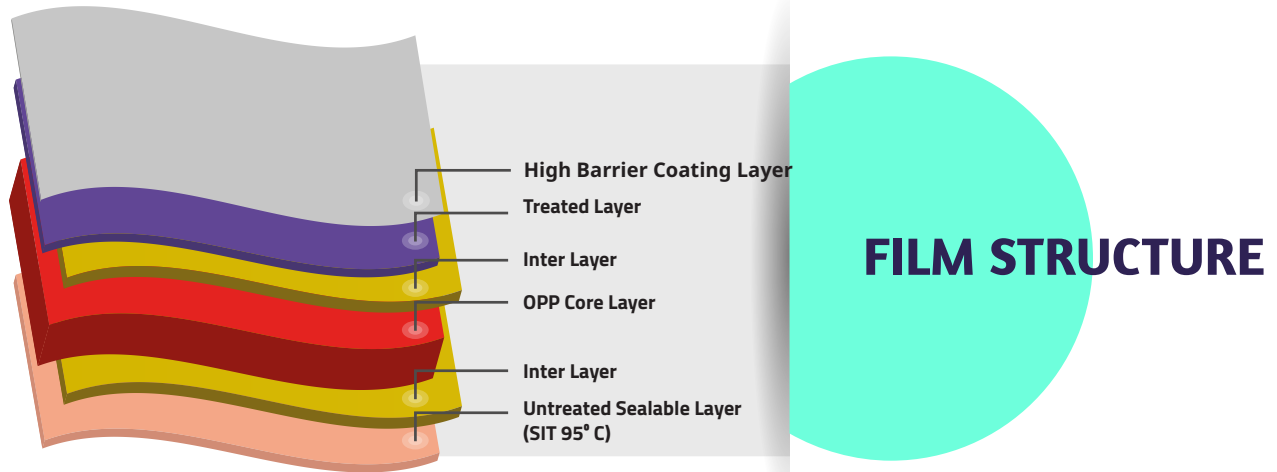 High Barrier Coating Layer
Treated Layer
Inter Layer
OPP Core Layer
Inter Layer
Untreated Sealable Layer
(SIT 95⁰ C)
FILM STRUCTURE